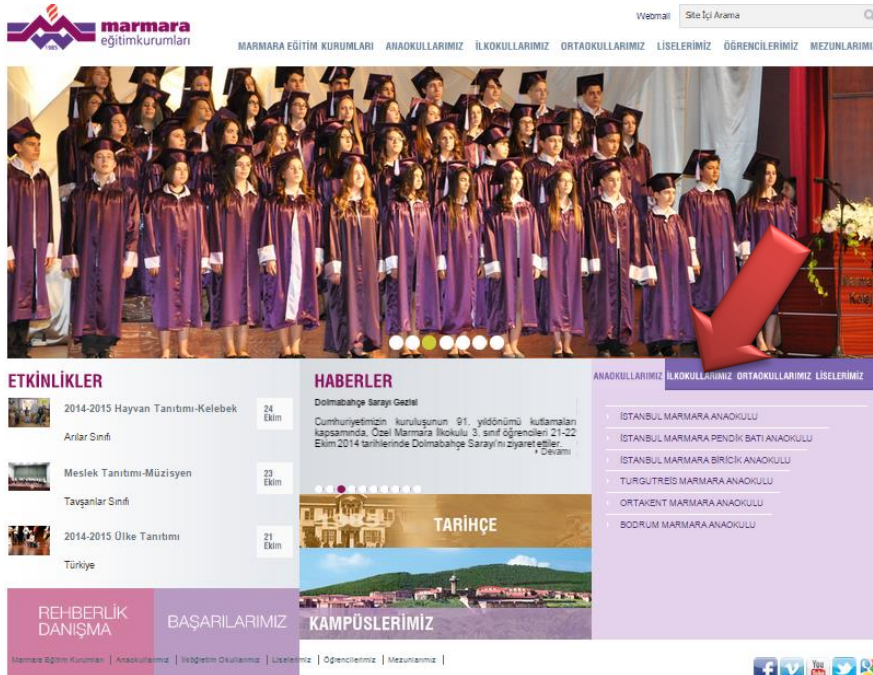 marmara
eğitimkurumları
1985
Webmail
Site İçi Arama
MARMARA EĞİTİM KURUMLARI ANAOKULLARIMIZ İLKOKULLARIMIZ ORTAOKULLARIMIZ LİSELERİMİZ ÖĞRENCİLERİMİZ MEZUNLARIMI
ETKİNLİKLER
2014-2015 Hayvan Tanıtımı-Kelebek
24
Ekim
Arılar Sınıfı
Meslek Tanıtımı-Müzisyen
23
Ekim
Tavşanlar Sınıfı
2014-2015 Ülke Tanıtımı
21
Ekim
Türkiye
HABERLER
Dolmabahçe Sarayı Gezisi
Cumhuriyetimizin kuruluşunun 91. yıldönümü kutlamaları
kapsamında, Özel Marmara İlkokulu 3. sınıf öğrencileri 21-22
Ekim 2014 tarihlerinde Dolmabahçe Sarayı'nı ziyaret ettiler.
Devamı
1985
TARİHÇE
KAMPÜSLERİMİZ
ANAOKULLARIMIZ İLKOKULLARIMIZ ORTAOKULLARIMIZ LİSELERİMİZ
İSTANBUL MARMARA ANAOKULU
İSTANBUL MARMARA PENDİK BATI ANAOKULU
İSTANBUL MARMARA BİRİCİK ANAOKULU
TURGUTREİS MARMARA ANAOKULU
ORTAKENT MARMARA ANAOKULU
BODRUM MARMARA ANAOKULU
REHBERLİK
DANIŞMA
BAŞARILARIMIZ
Marmara Eğitim Kurumları | Anaokullarımız | İlköğretim Okullarımız | Liselerimiz | Öğrencilerimiz | Mezunlarımız |
You